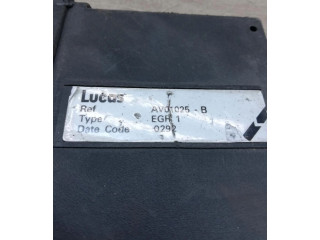 Lucas
Ref AV01025 - B
Type EGR 1
Date Code 0292